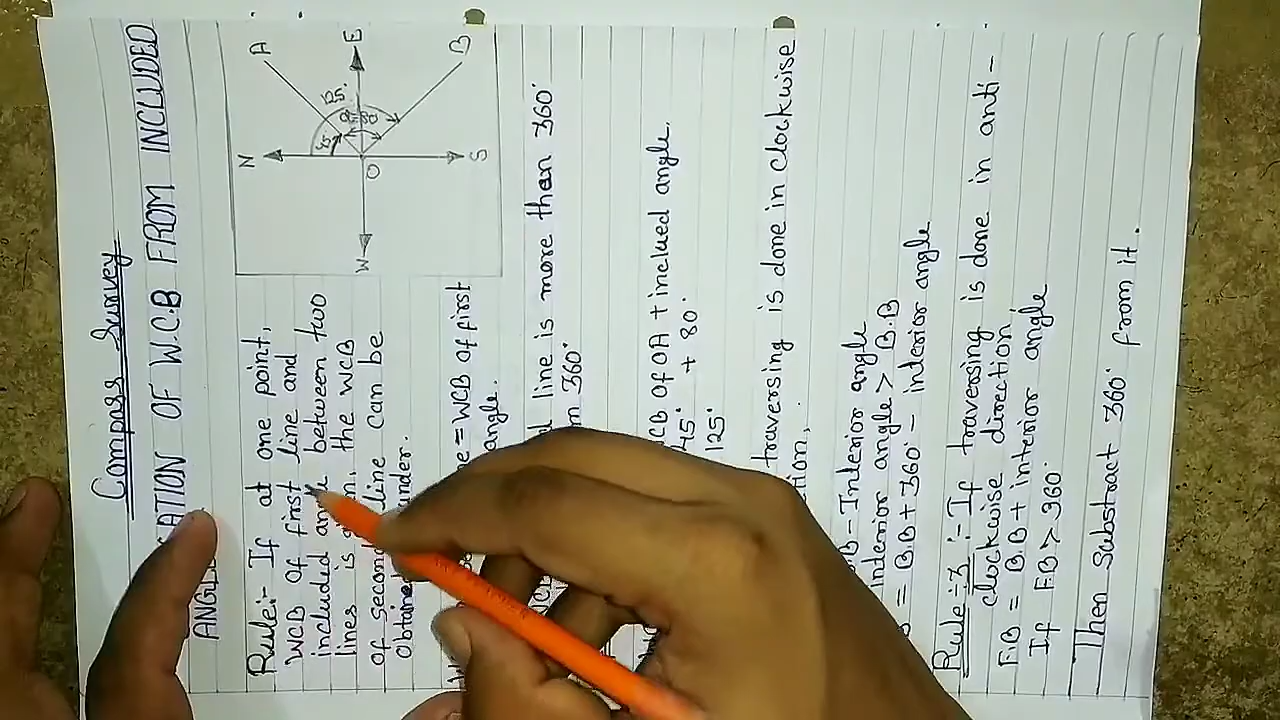 Compass Survey
CATION OF W.C.B FROM INCLUDED
ANGLE
Rule:- If at one point,
WCB of first line and
included angle between two
lines is given, the WCB
of second line can be
obtained under.
N
A
E
B
S
O
W
45°
125°
= WCB of first
angle.
line is more than 360°
360°
WCB of OA + inclued angle.
45° + 80°
125°
traversing is done in clockwise
- Interior angle
interior angle > B.B
= B.B + 360° - interior angle
Rule :- If traversing is done in anti-
clockwise direction,
F.B = B.B + interior angle
If F.B > 360°
Then Substract 360° from it.